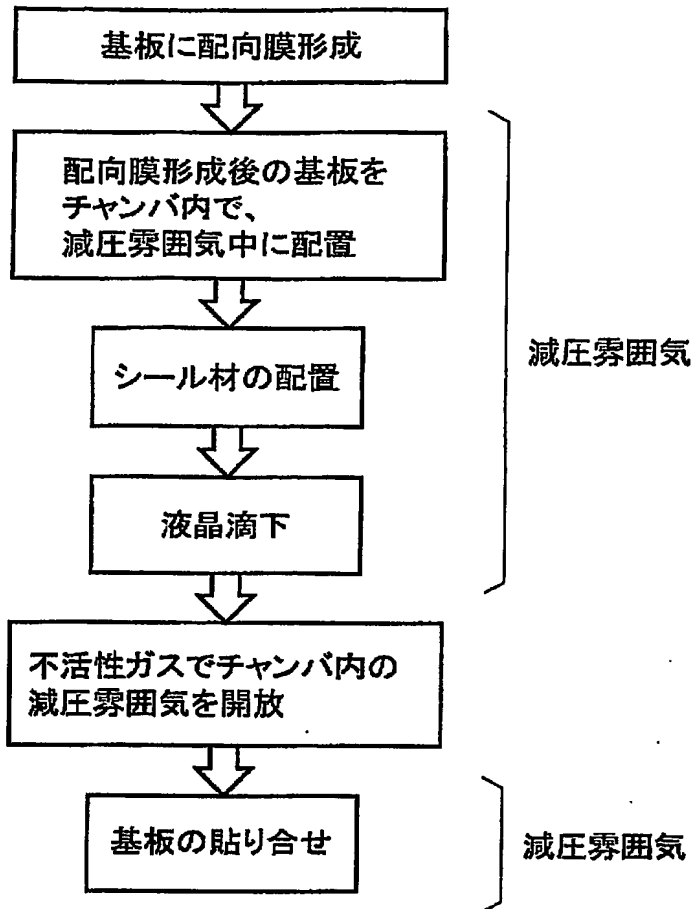 基板に配向膜形成
配向膜形成後の基板を
チャンバ内で、
減圧雰囲気中に配置
シール材の配置
減圧雰囲気
液晶滴下
不活性ガスでチャンバ内の
減圧雰囲気を開放
基板の貼り合せ
減圧雰囲気